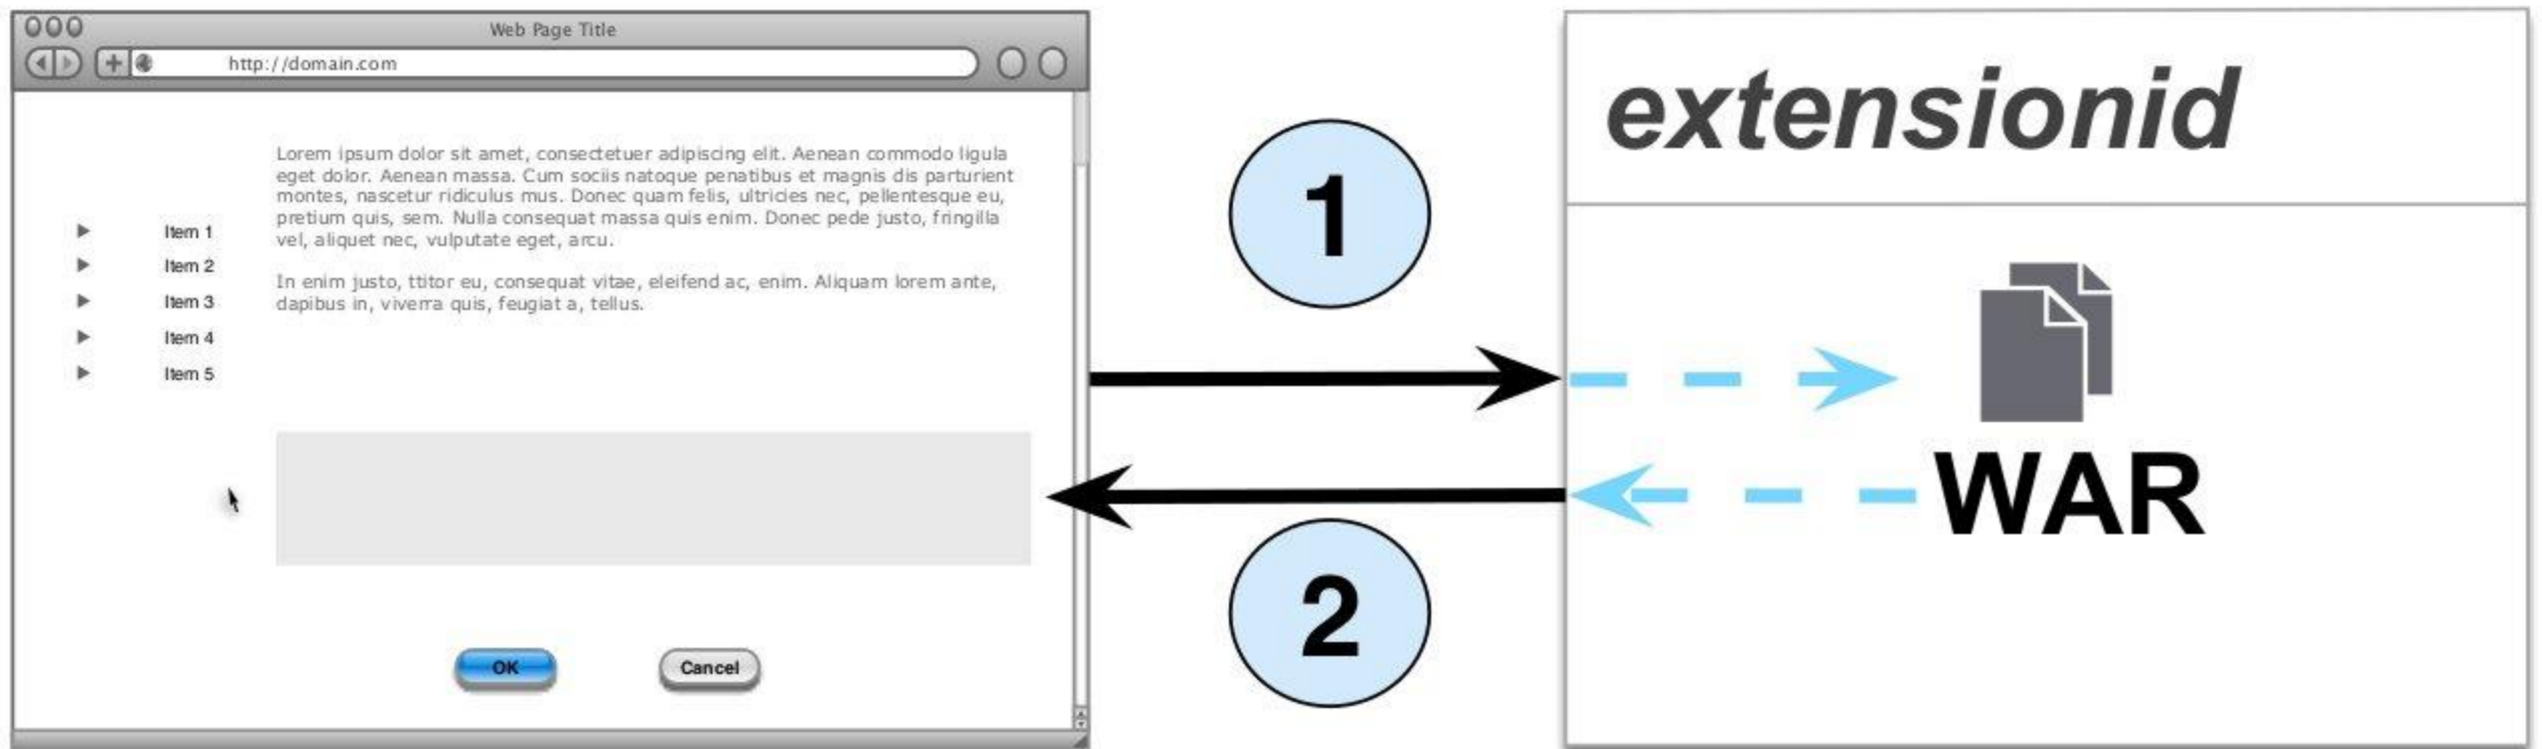 Web Page Title
http://domain.com
Lorem ipsum dolor sit amet, consectetuer adipiscing elit. Aenean commodo ligula
eget dolor. Aenean massa. Cum sociis natoque penatibus et magnis dis parturient
montes, nascetur ridiculus mus. Donec quam felis, ultricies nec, pellentesque eu,
pretium quis, sem. Nulla consequat massa quis enim. Donec pede justo, fringilla
vel, aliquet nec, vulputate eget, arcu.
In enim justo, ttitor eu, consequat vitae, eleifend ac, enim. Aliquam lorem ante,
dapibus in, viverra quis, feugiat a, tellus.
Item 1
Item 2
Item 3
Item 4
Item 5
OK
Cancel
1
2
extensionid
WAR